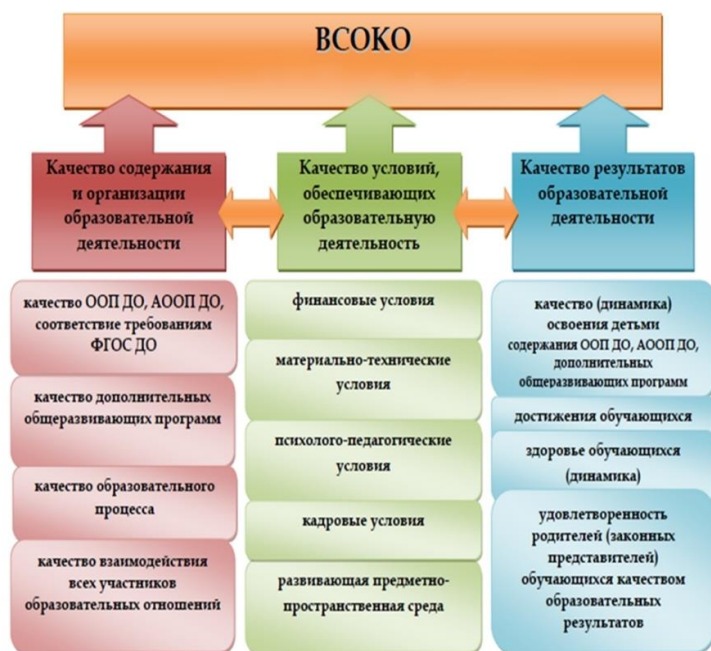 ВСОКО
Качество содержания
и организации
образовательной
деятельности
Качество условий,
обеспечивающих
образовательную
деятельность
Качество результатов
образовательной
деятельности
качество ООП ДО, АООП ДО,
соответствие требованиям
ФГОС ДО
качество дополнительных
общеразвивающих программ
качество образовательного
процесса
качество взаимодействия
всех участников
образовательных отношений
финансовые условия
материально-технические
условия
психолого-педагогические
условия
кадровые условия
развивающая предметно-
пространственная среда
качество (динамика)
освоения детьми
содержания ООП ДО, АООП ДО,
дополнительных
общеразвивающих программ
достижения обучающихся
здоровье обучающихся
(динамика)
удовлетворенность
родителей (законных
представителей)
обучающихся качеством
образовательных
результатов